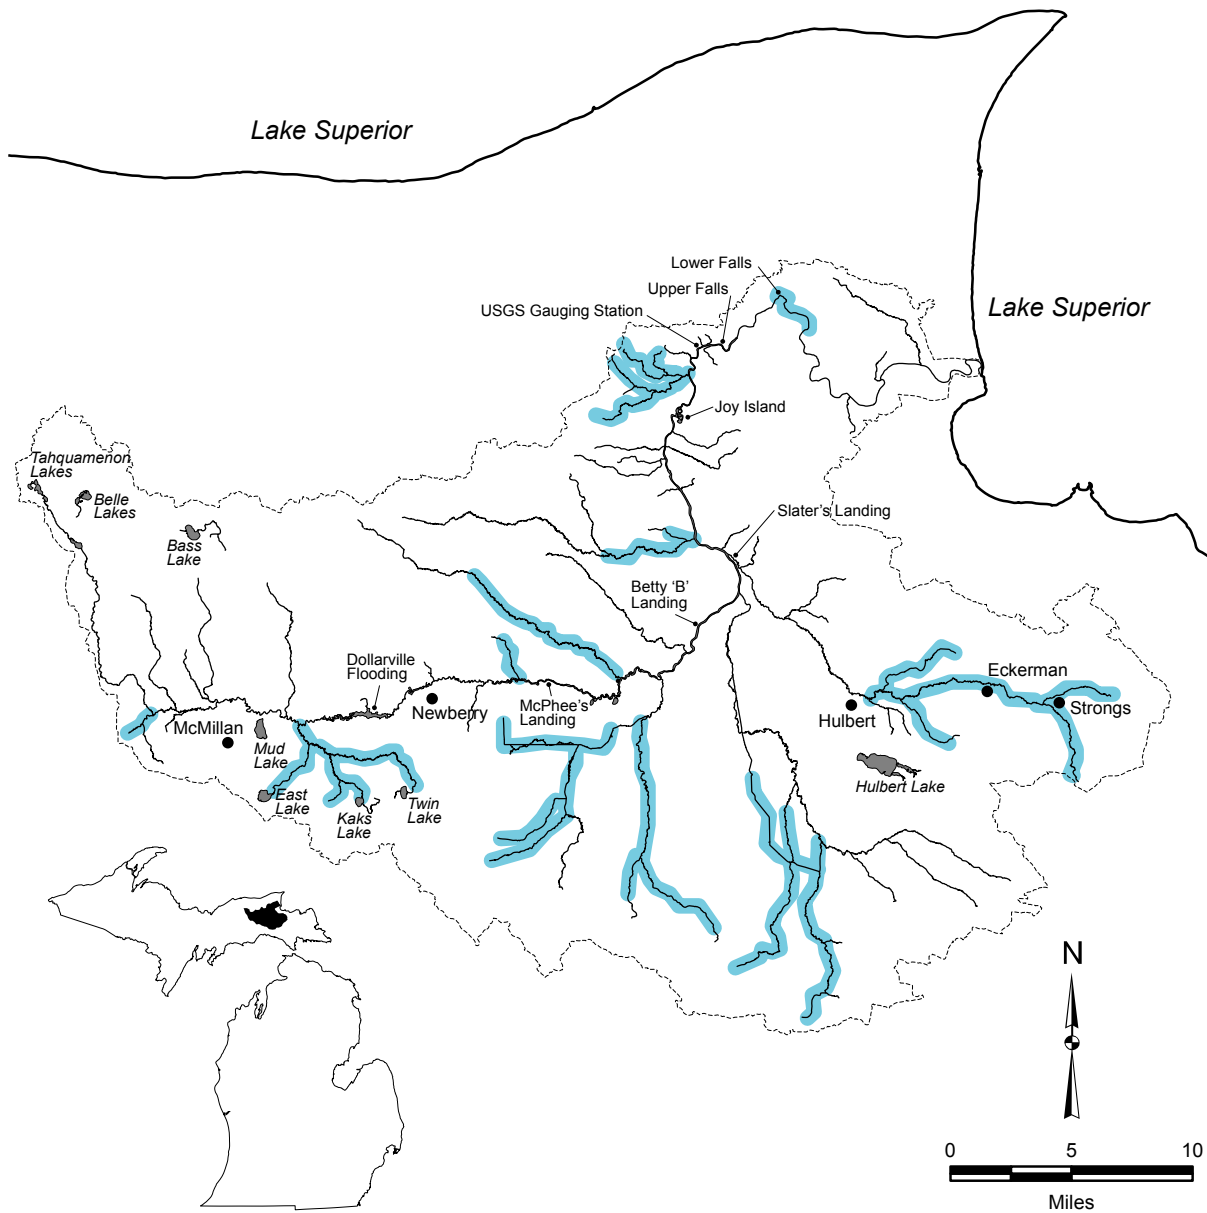 Lake Superior
Lower Falls
Upper Falls
USGS Gauging Station
Lake Superior
Joy Island
Tahquamenon
Lakes
Belle
Lakes
Bass
Lake
Slater's Landing
Betty 'B'
Landing
Dollarville
Flooding
Eckerman
McPhee's
Landing
Newberry
Hulbert
Strongs
McMillan
Mud
Lake
East
Lake
Kaks
Lake
Twin
Lake
Hulbert Lake
N
0 5 10
Miles